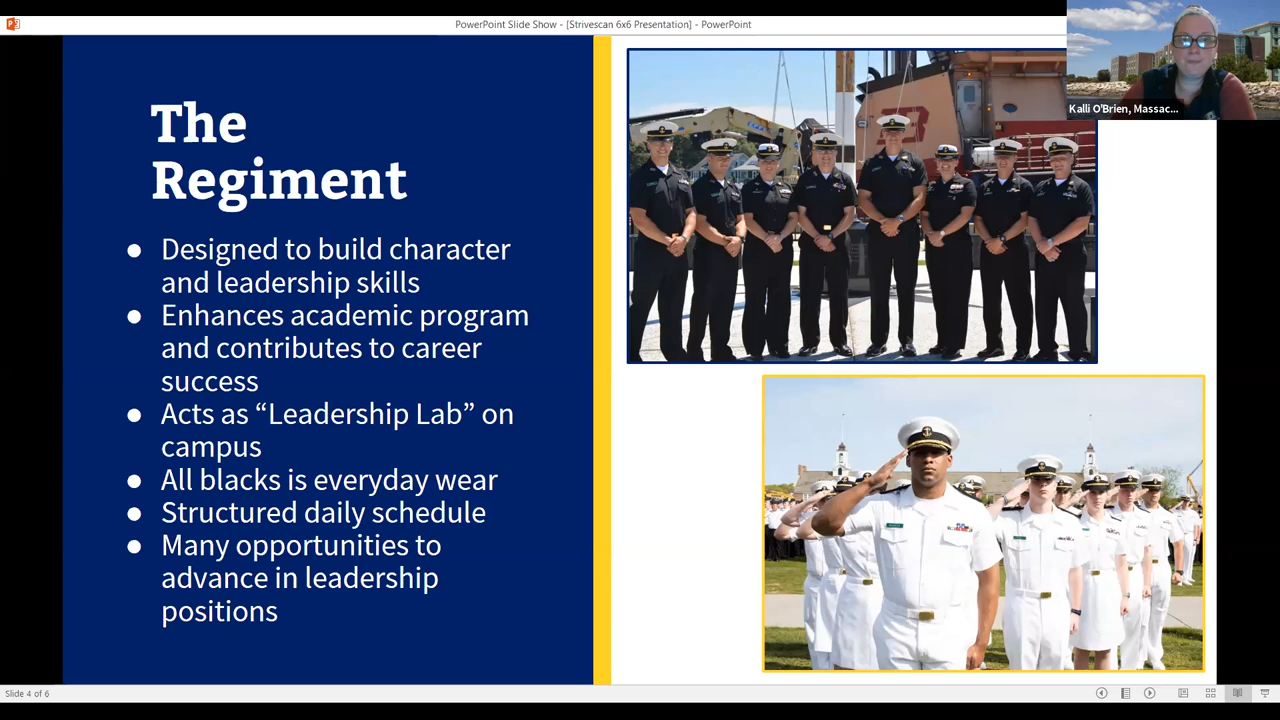 PowerPoint Slide Show - [Strivescan 6x6 Presentation] - PowerPoint
Kalli O'Brien, Massac...
The
Regiment
● Designed to build character
and leadership skills
● Enhances academic program
and contributes to career
success
● Acts as “Leadership Lab” on
campus
● All blacks is everyday wear
● Structured daily schedule
● Many opportunities to
advance in leadership
positions
Slide 4 of 6